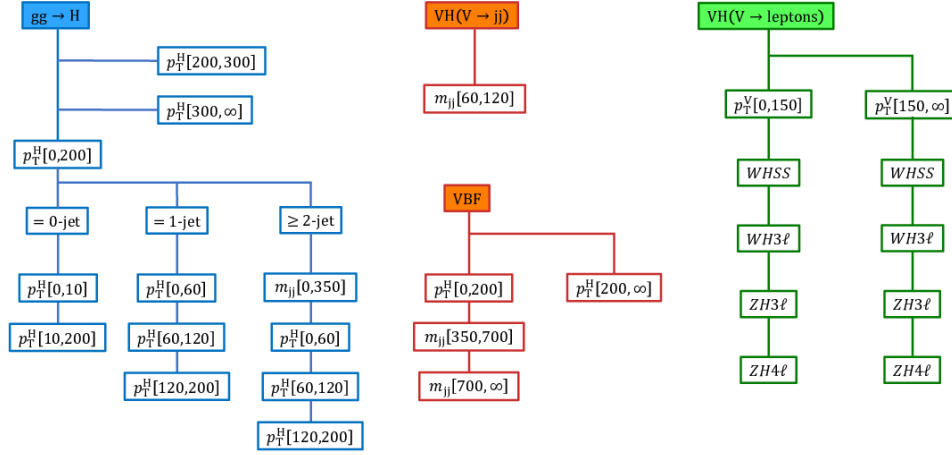 gg → H
p_T^H[200, 300]
p_T^H[300, ∞]
p_T^H[0,200]
= 0-jet
= 1-jet
≥ 2-jet
p_T^H[0,10]
p_T^H[0,60]
m_jj[0,350]
p_T^H[10,200]
p_T^H[60,120]
p_T^H[0,60]
p_T^H[120,200]
p_T^H[60,120]
p_T^H[120,200]
VH(V → jj)
m_jj[60,120]
VBF
p_T^H[0,200]
p_T^H[200, ∞]
m_jj[350,700]
m_jj[700, ∞]
VH(V → leptons)
p_T^V[0,150]
p_T^V[150, ∞]
WHSS
WHSS
WH3ℓ
WH3ℓ
ZH3ℓ
ZH3ℓ
ZH4ℓ
ZH4ℓ